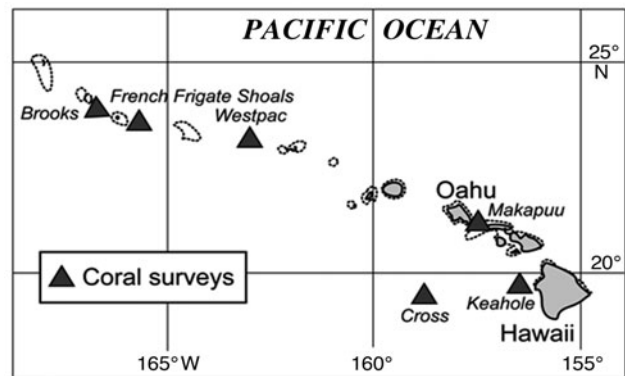 PACIFIC OCEAN
25°
N
French Frigate Shoals
Brooks
Westpac
Oahu
Makapuu
Coral surveys
20°
Cross
Keahole
Hawaii
165°W
160°
155°